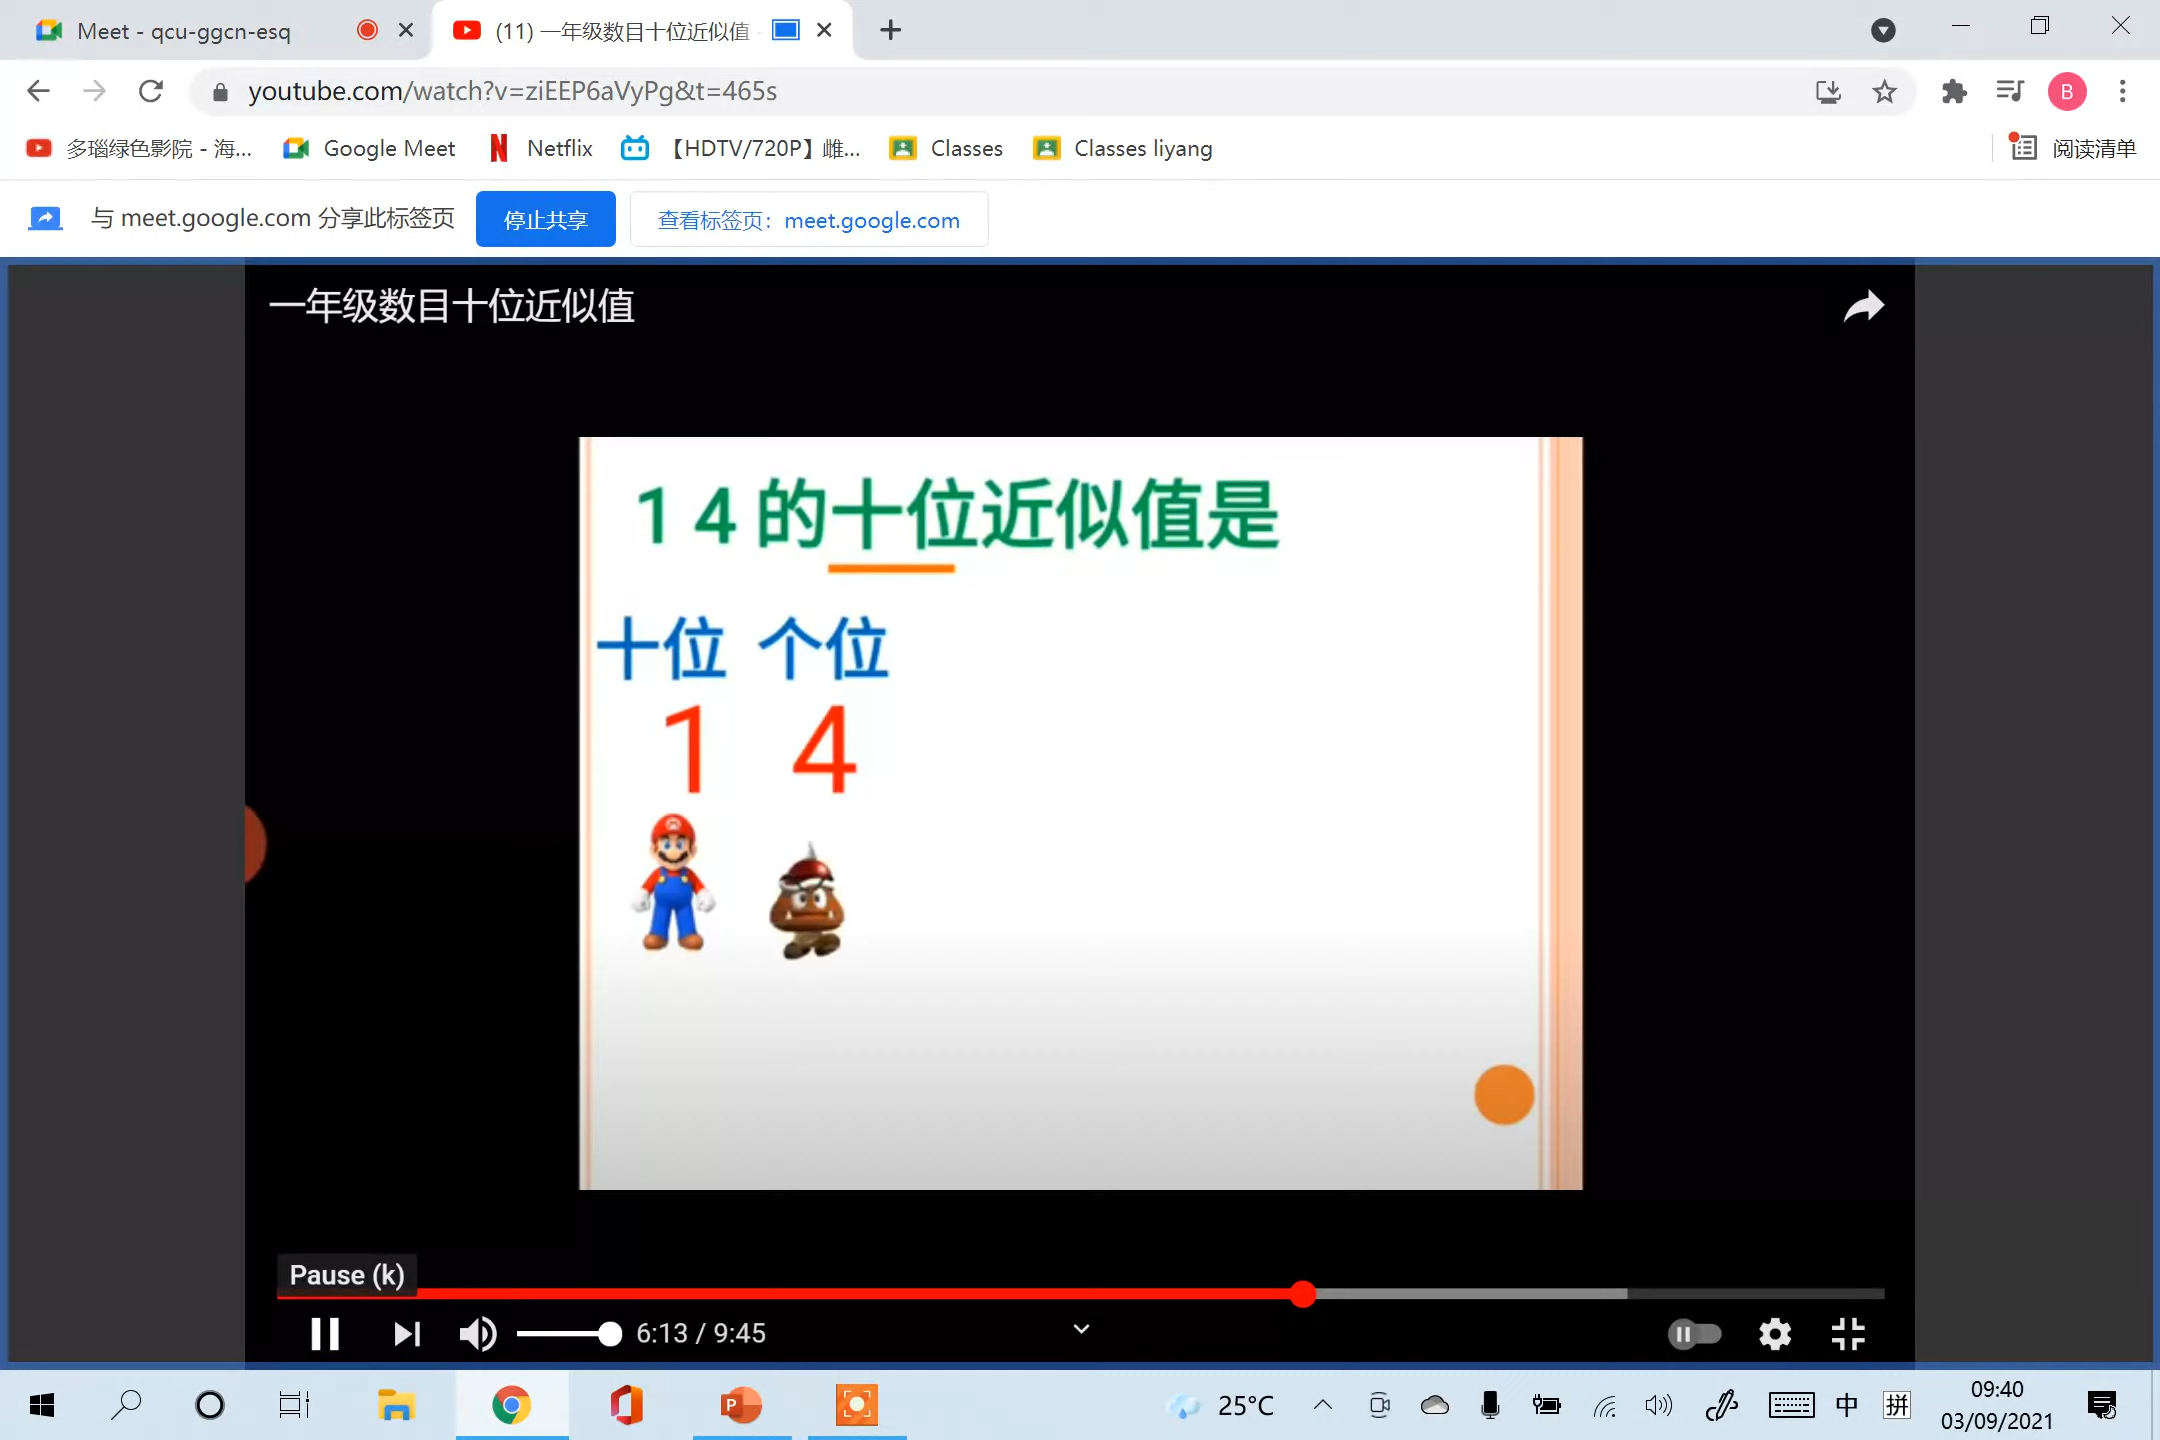 Meet - qcu-ggcn-esq
(11) 一年级数目十位近似值 -
youtube.com/watch?v=ziEEP6aVyPg&t=465s
B
多瑙绿色影院 - 海...
Google Meet
Netflix
【HDTV/720P】雌...
Classes
Classes liyang
阅读清单
与 meet.google.com 分享此标签页
停止共享
查看标签页: meet.google.com
一年级数目十位近似值
1 4 的十位近似值是
十位 个位
1 4
Pause (k)
6:13 / 9:45
25°C
中
拼
09:40
03/09/2021